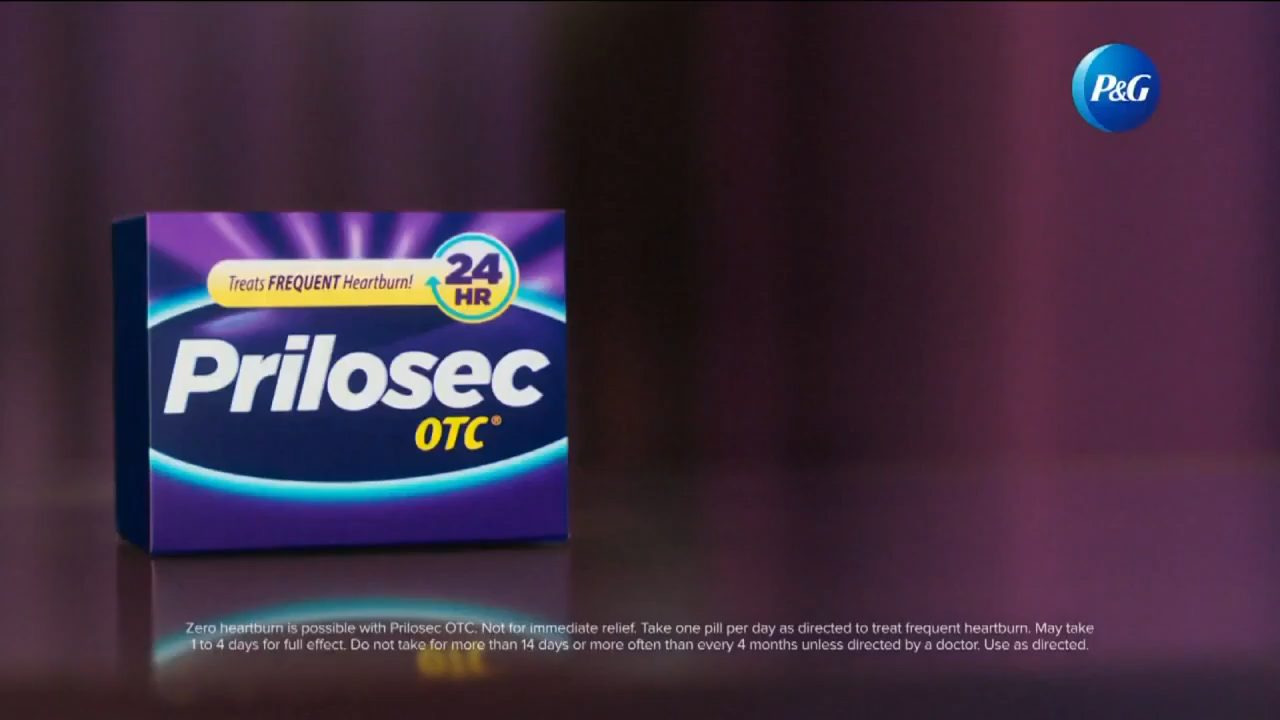 P&G
Treats FREQUENT Heartburn!
24
HR
Prilosec
OTC®
Zero heartburn is possible with Prilosec OTC. Not for immediate relief. Take one pill per day as directed to treat frequent heartburn. May take
1 to 4 days for full effect. Do not take for more than 14 days or more often than every 4 months unless directed by a doctor. Use as directed.